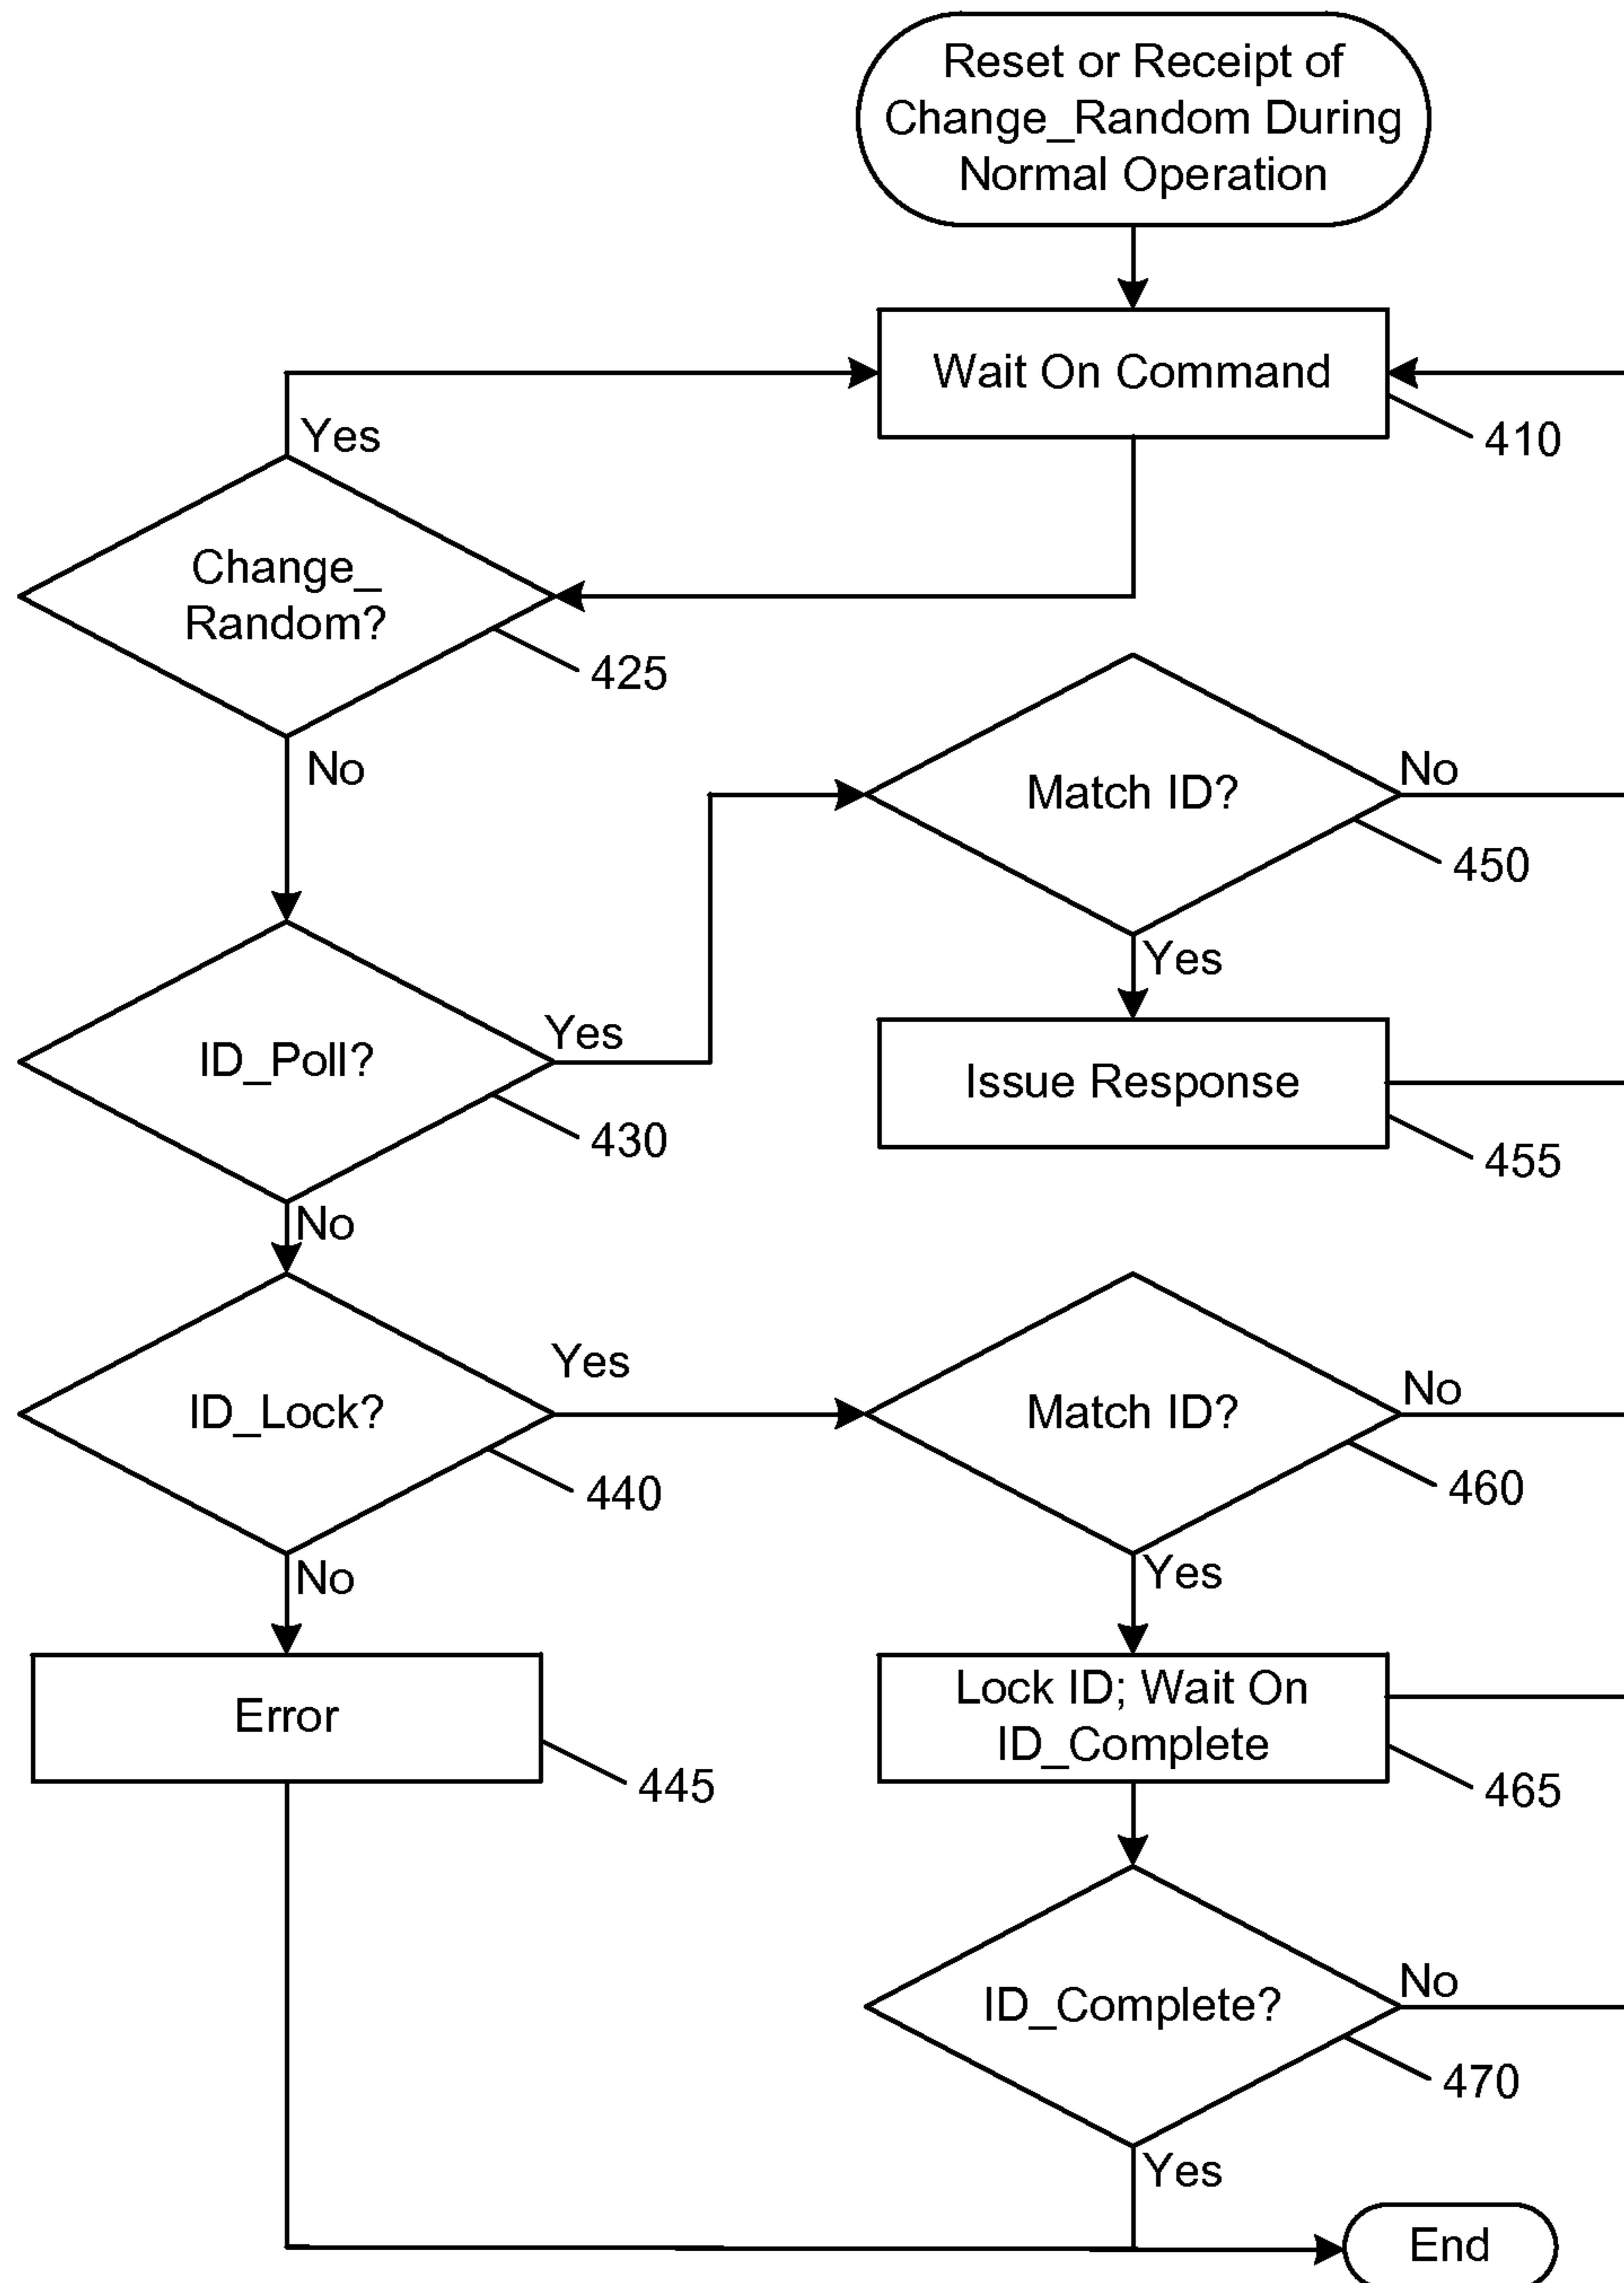 Reset or Receipt of
Change_Random During
Normal Operation
Wait On Command
410
Yes
Change_
Random?
425
No
Match ID?
No
450
Yes
ID_Poll?
Yes
430
Issue Response
455
No
ID_Lock?
Yes
440
Match ID?
No
460
No
Yes
Error
445
Lock ID; Wait On
ID_Complete
465
ID_Complete?
No
470
Yes
End